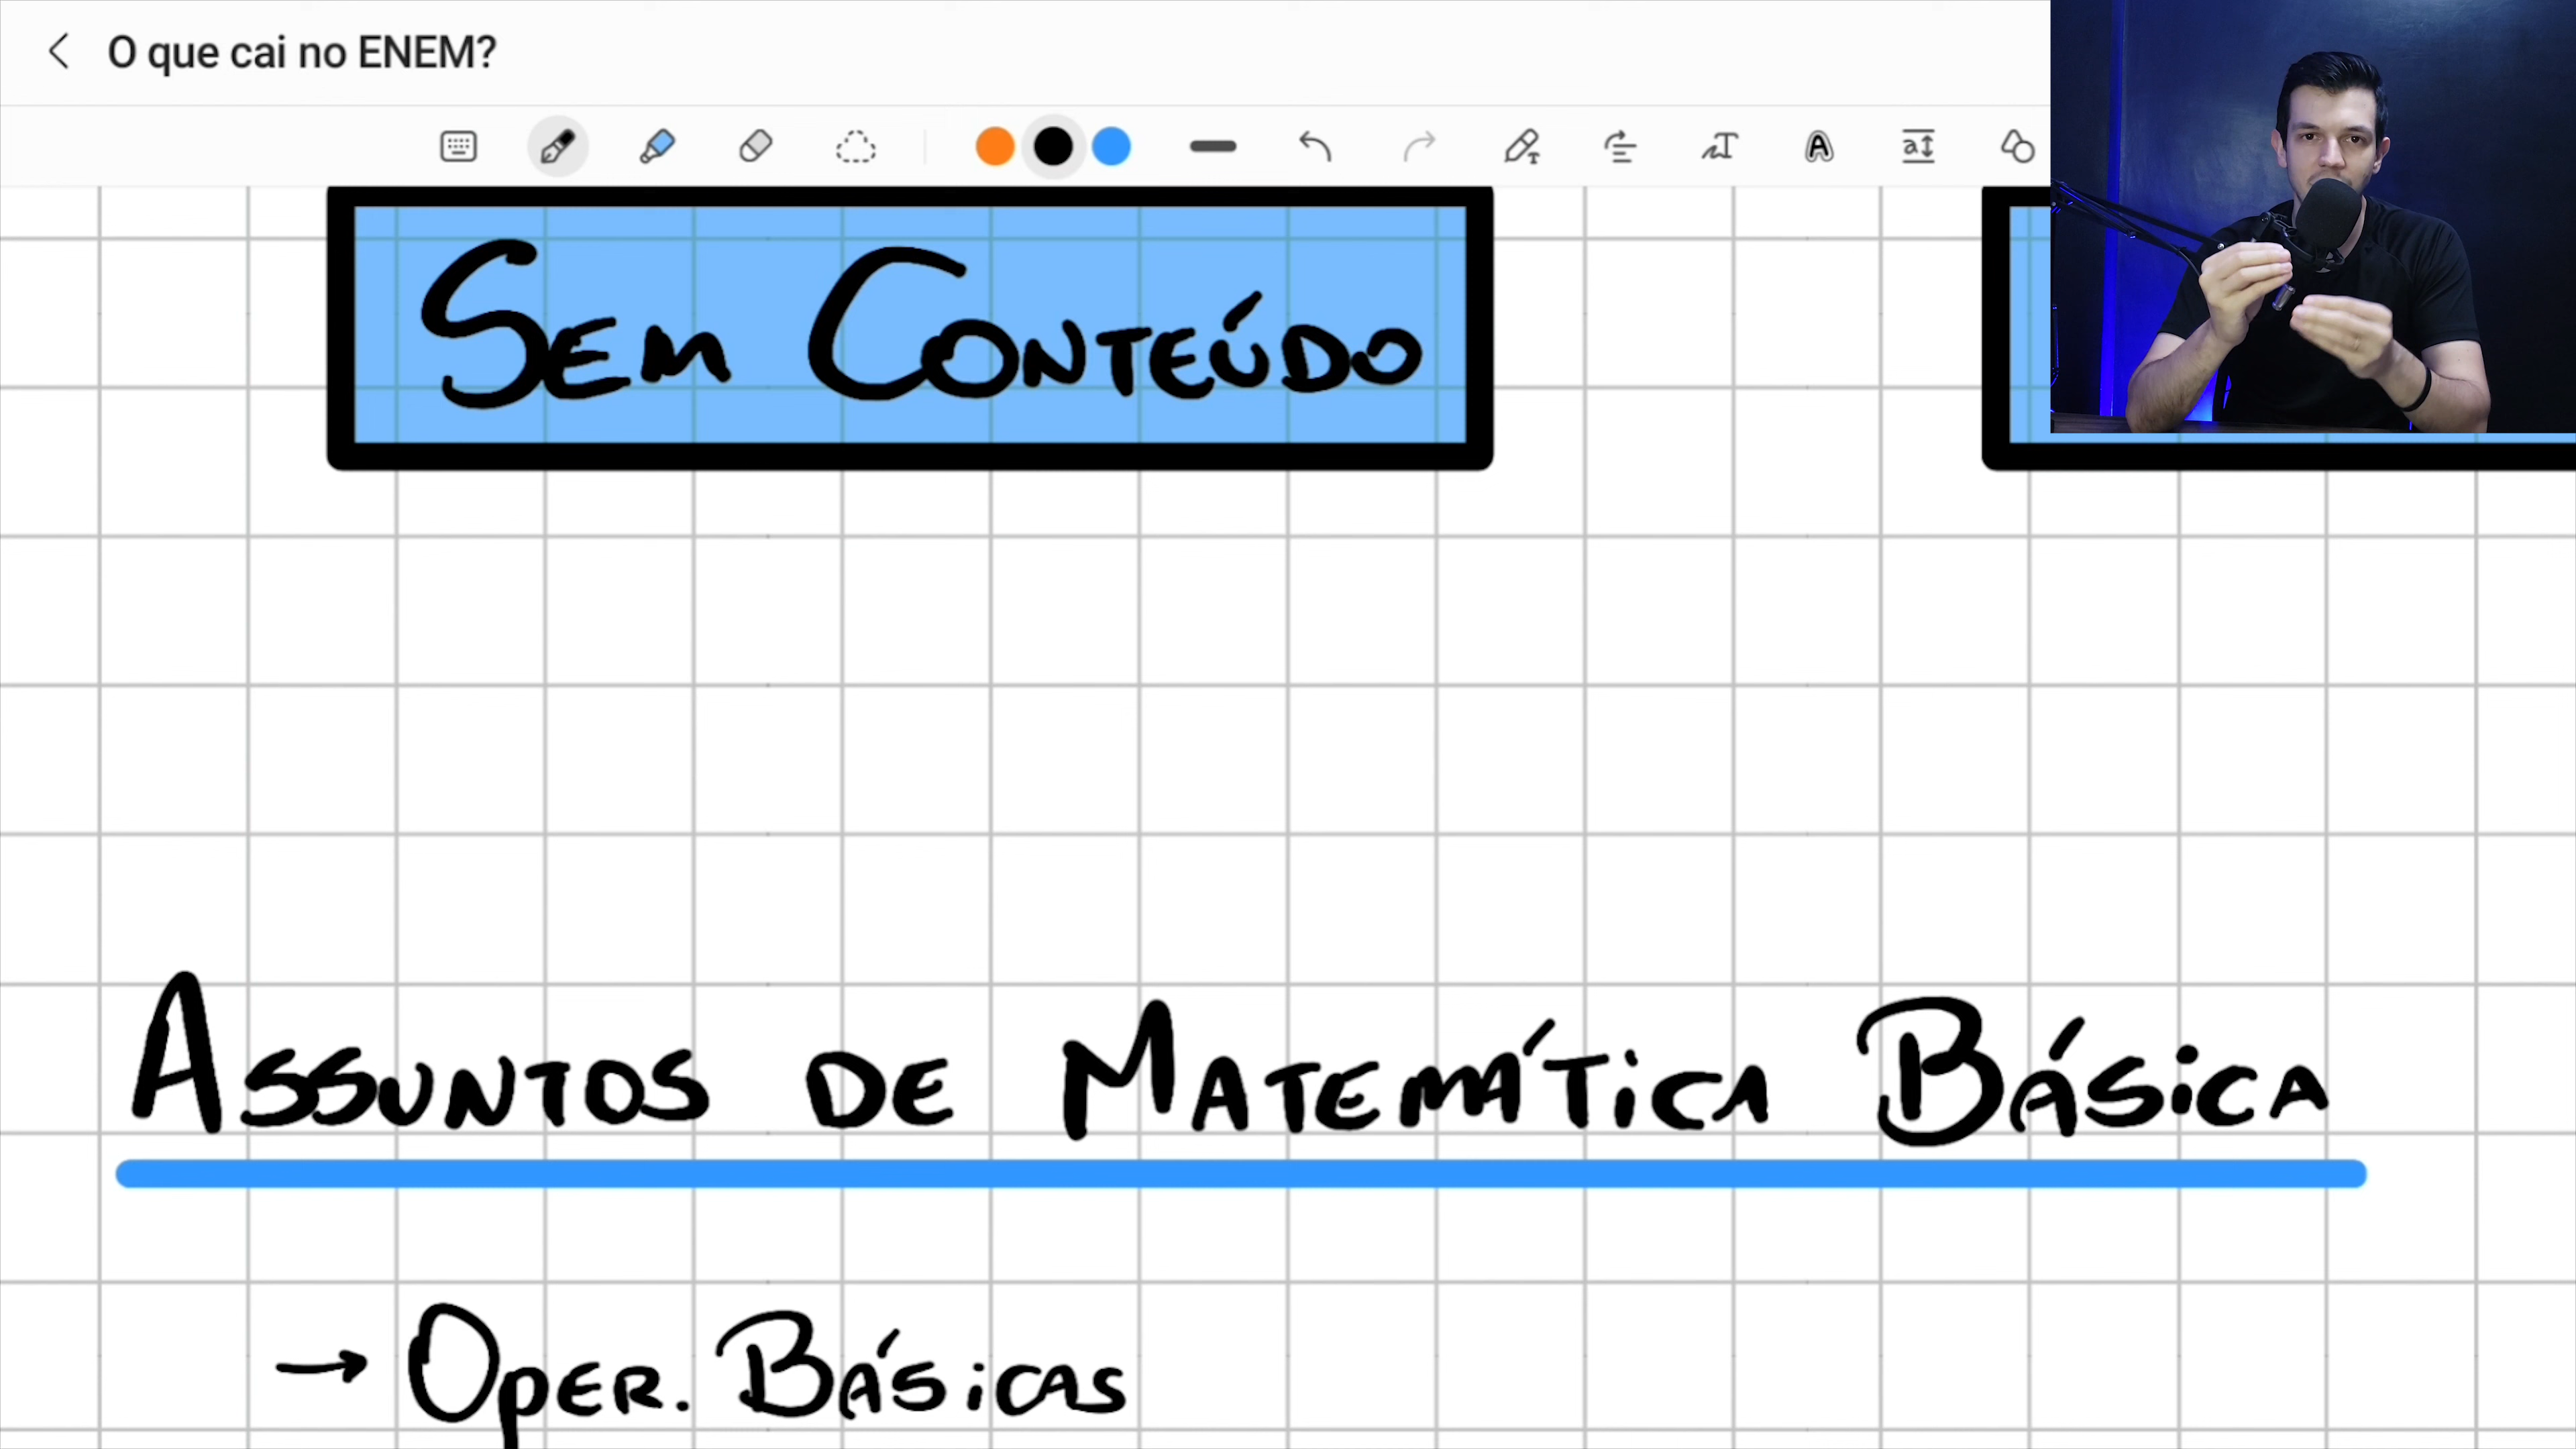 O que cai no ENEM?
SEM CONTEÚDO
ASSUNTOS DE MATEMÁTICA BÁSICA
→ OPER. BÁSICAS